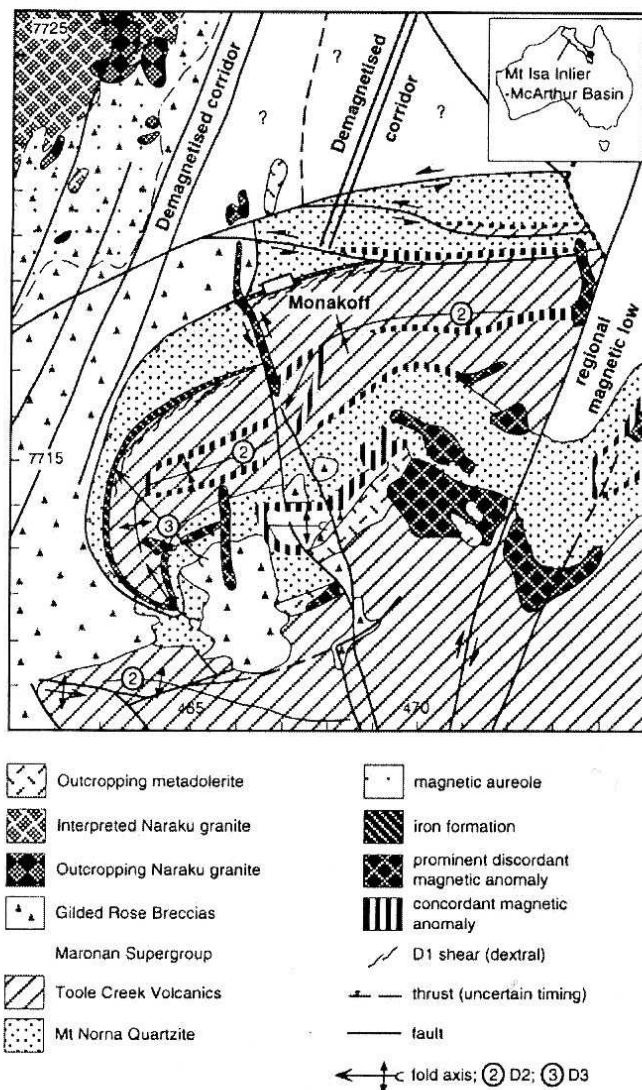 7725
Mt Isa Inlier
-McArthur Basin
Demagnetised corridor
Demagnetised
corridor
?
?
?
Monakoff
2
regional
magnetic low
7715
2
3
2
465
470
Outcropping metadolerite
Interpreted Naraku granite
Outcropping Naraku granite
Gilded Rose Breccias
Maronan Supergroup
Toole Creek Volcanics
Mt Norna Quartzite
magnetic aureole
iron formation
prominent discordant
magnetic anomaly
concordant magnetic
anomaly
D1 shear (dextral)
thrust (uncertain timing)
fault
fold axis; 2 D2; 3 D3